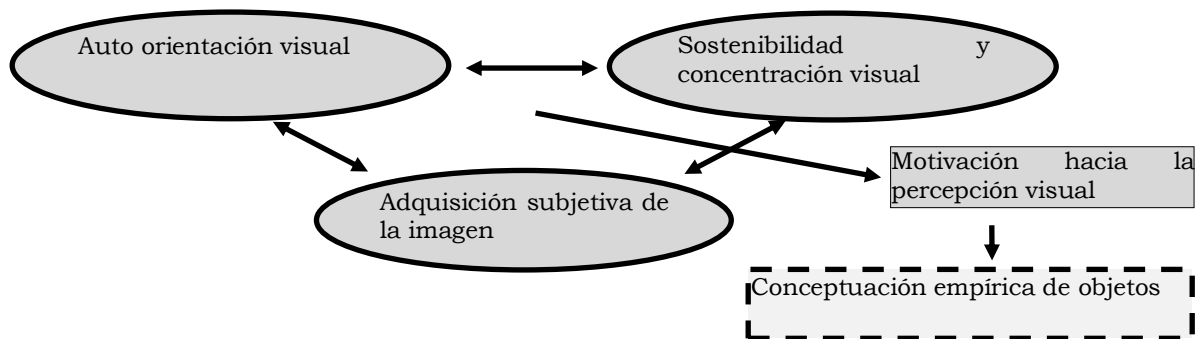 Auto orientación visual
Sostenibilidad y
concentración visual
Adquisición subjetiva de
la imagen
Motivación hacia la
percepción visual
Conceptuación empírica de objetos